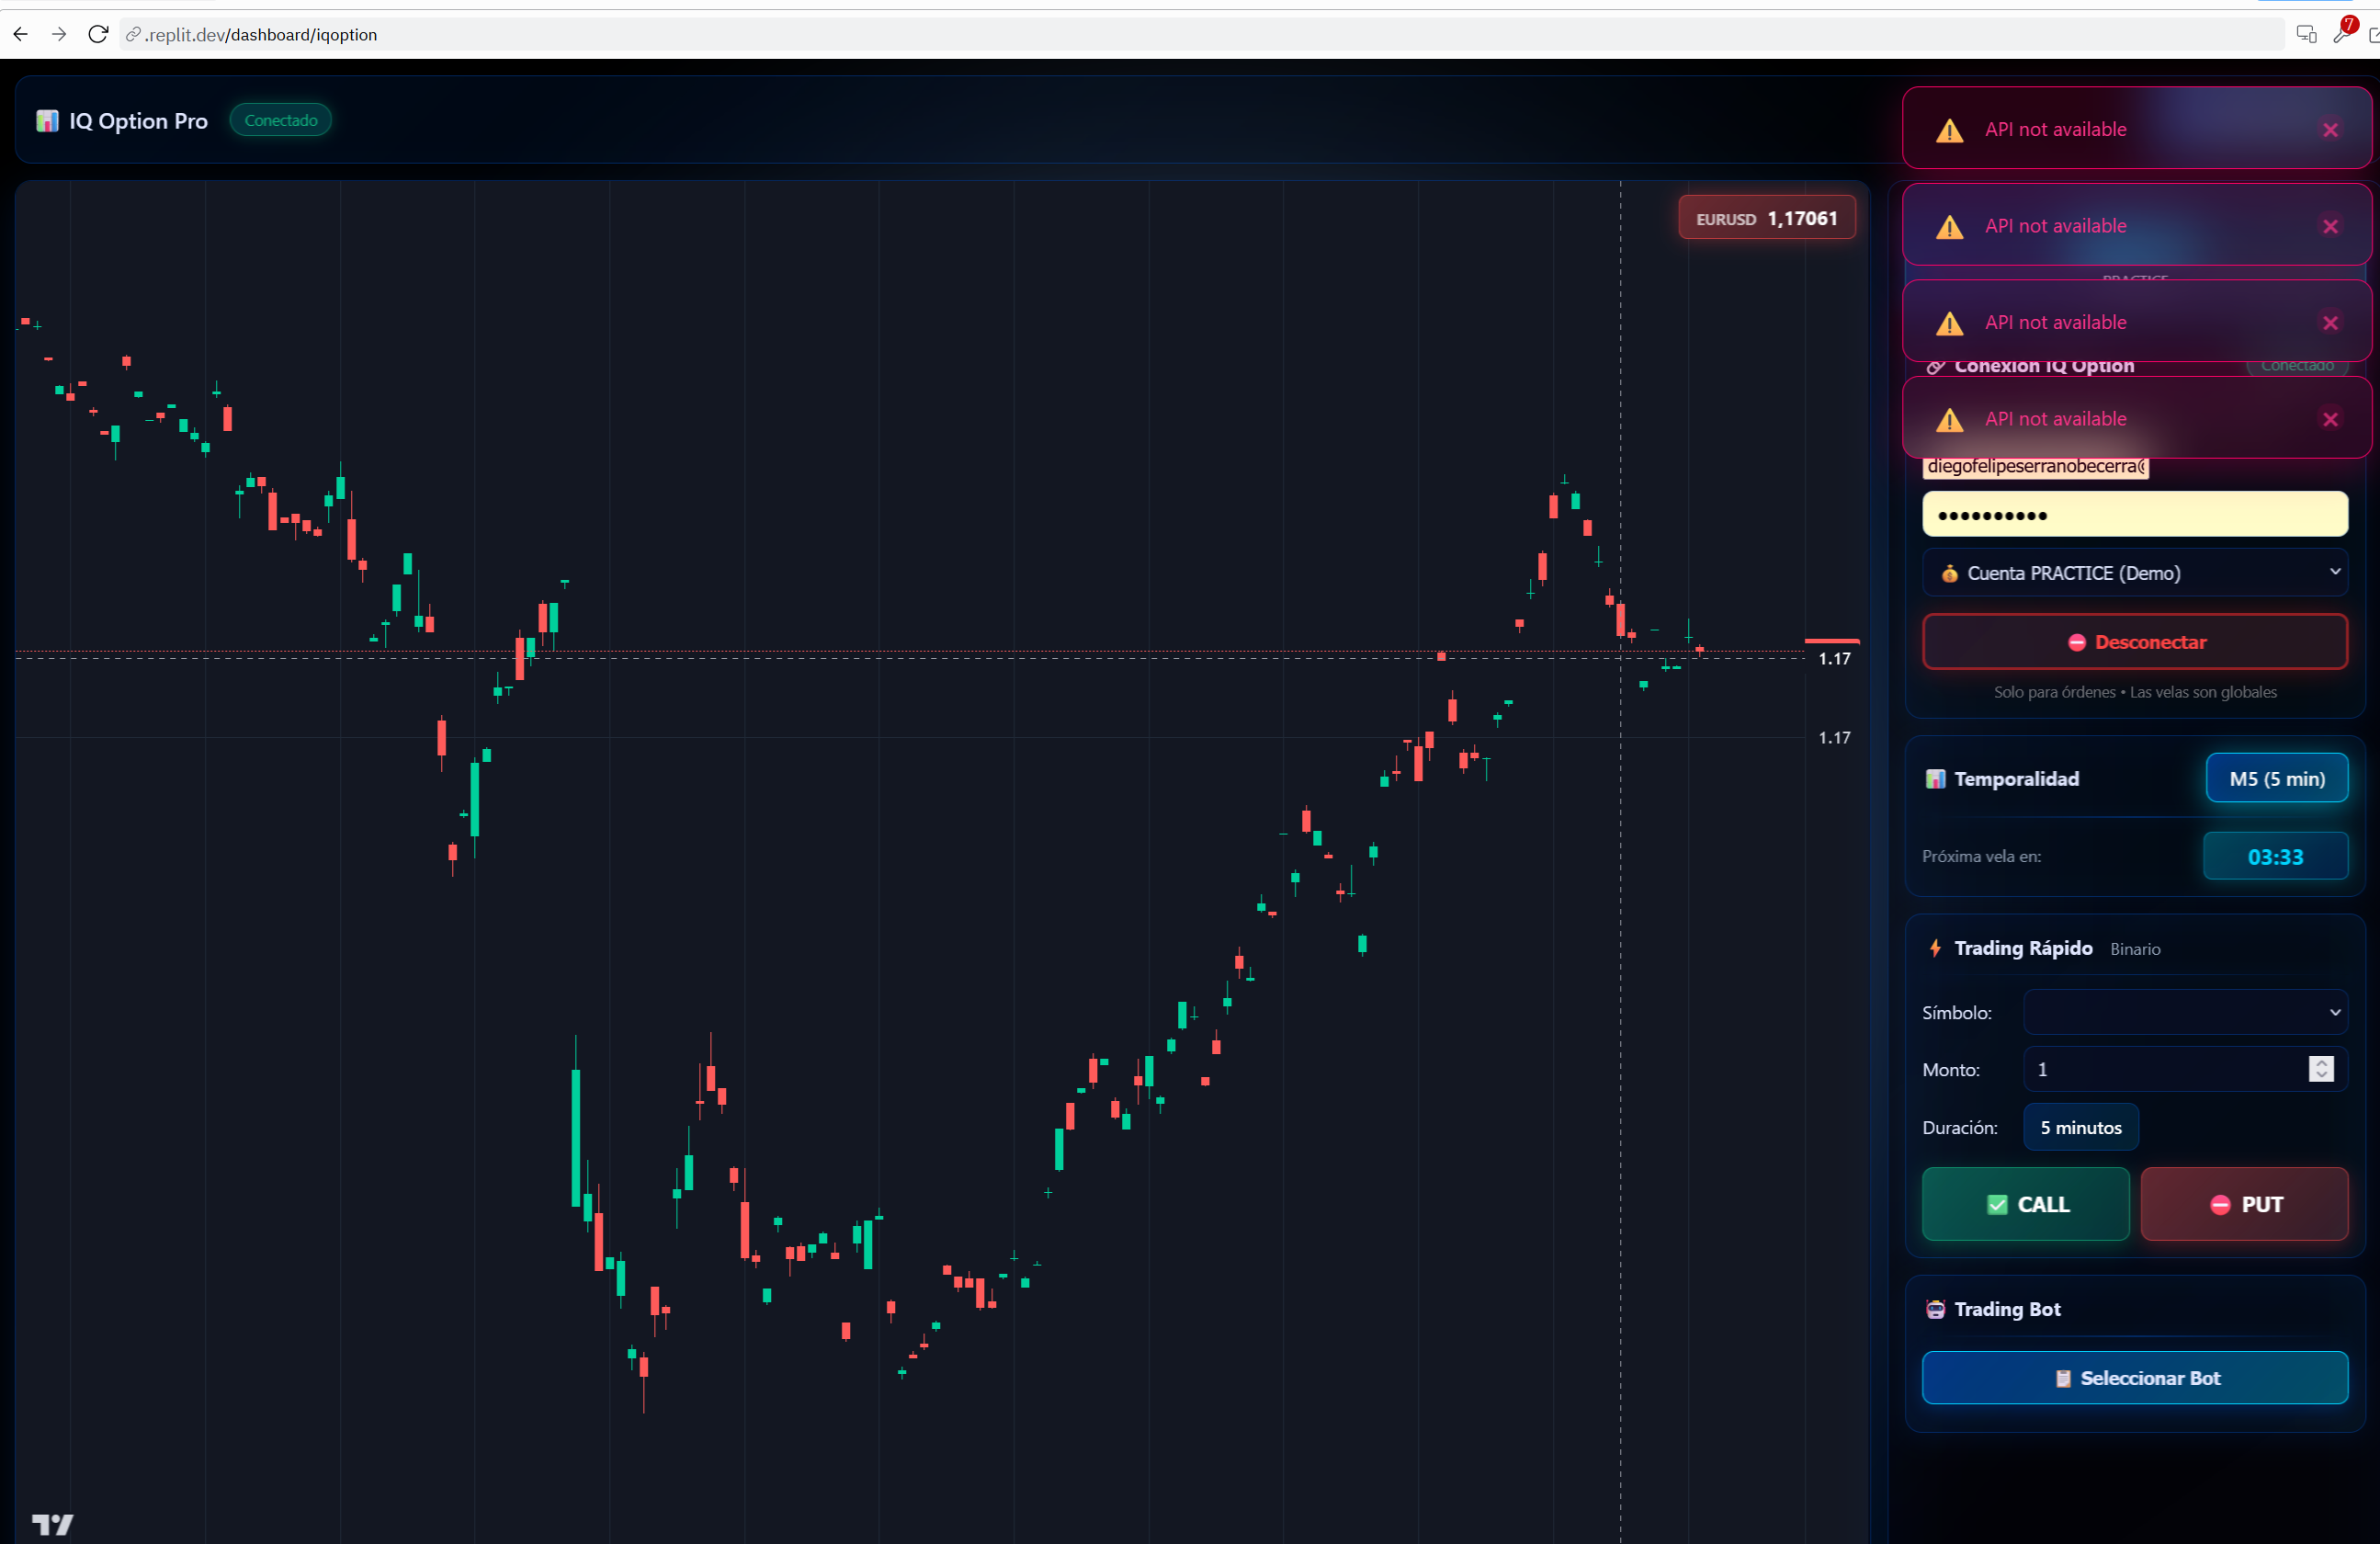 .replit.dev/dashboard/iqoption
7
IQ Option Pro
Conectado
API not available
EURUSD 1,17061
API not available
PRACTICE
API not available
Conexión IQ Option
Conectado
API not available
diegofelipeserranobecerra@
Cuenta PRACTICE (Demo)
Desconectar
1.17
Solo para órdenes • Las velas son globales
1.17
Temporalidad
M5 (5 min)
Próxima vela en:
03:33
Trading Rápido Binario
Símbolo:
Monto: 1
Duración: 5 minutos
CALL
PUT
Trading Bot
Seleccionar Bot